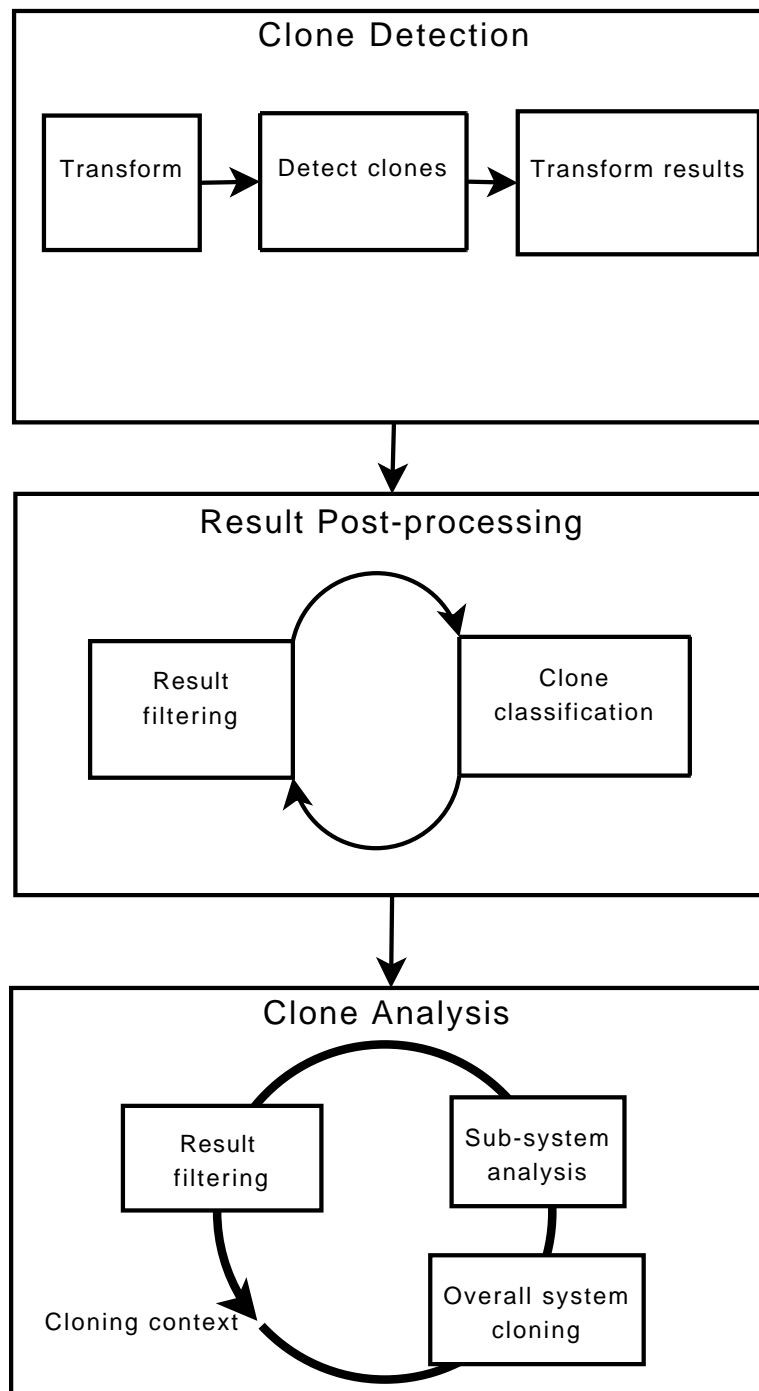 Clone Detection
Transform
Detect clones
Transform results
Result Post-processing
Result
filtering
Clone
classification
Clone Analysis
Result
filtering
Sub-system
analysis
Overall system
cloning
Cloning context